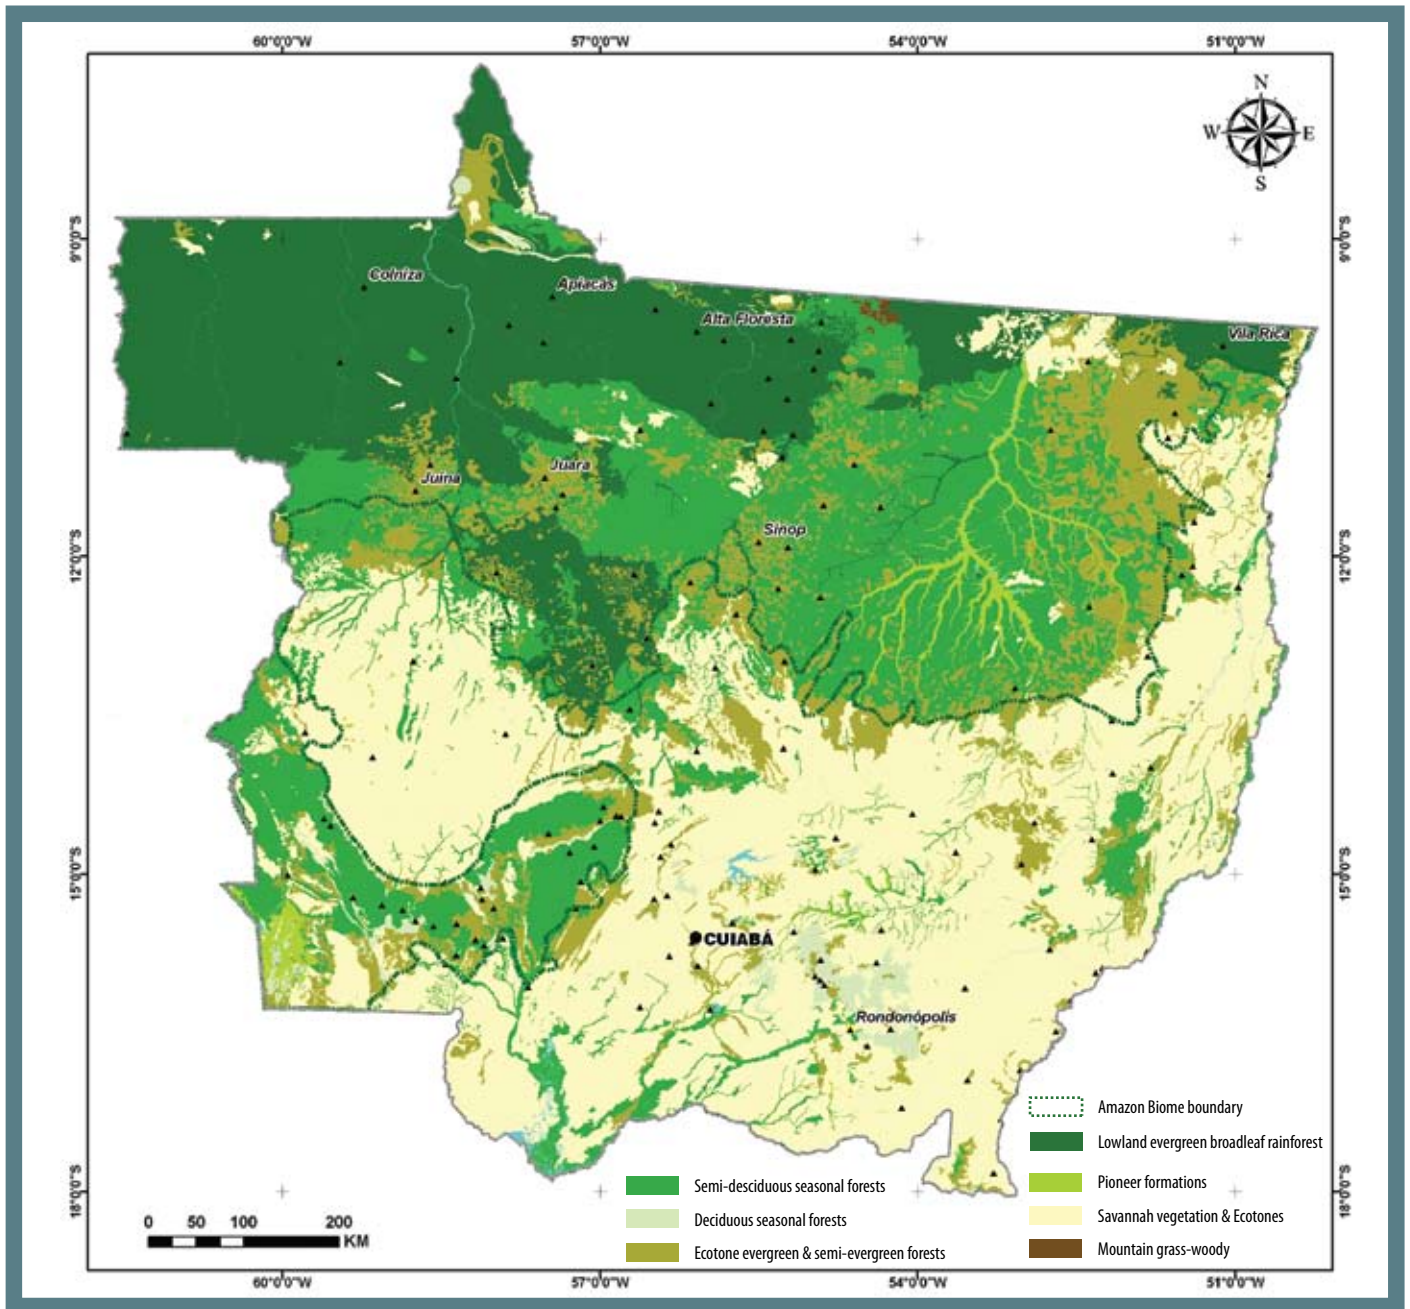 60°0'0"W 57°0'0"W 54°0'0"W 51°0'0"W
N
W E
S
9°0'0"S 9°0'0"S
Colniza
Apiacás
Alta Floresta
Vila Rica
Juara
Juína
Sinop
12°0'0"S 12°0'0"S
15°0'0"S 15°0'0"S
CUIABÁ
Rondonópolis
Amazon Biome boundary
Lowland evergreen broadleaf rainforest
Semi-desciduous seasonal forests
Pioneer formations
Deciduous seasonal forests
Savannah vegetation & Ecotones
Ecotone evergreen & semi-evergreen forests
Mountain grass-woody
18°0'0"S 18°0'0"S
0 50 100 200
KM
60°0'0"W 57°0'0"W 54°0'0"W 51°0'0"W